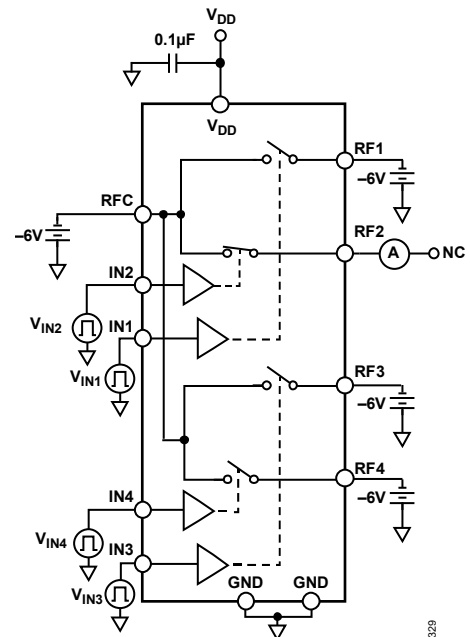 VDD
0.1µF
VDD
RF1
–6V
RFC
RF2
–6V
A
NC
IN2
VIN2
IN1
VIN1
RF3
–6V
RF4
IN4
–6V
VIN4
IN3
VIN3
GND
GND
329